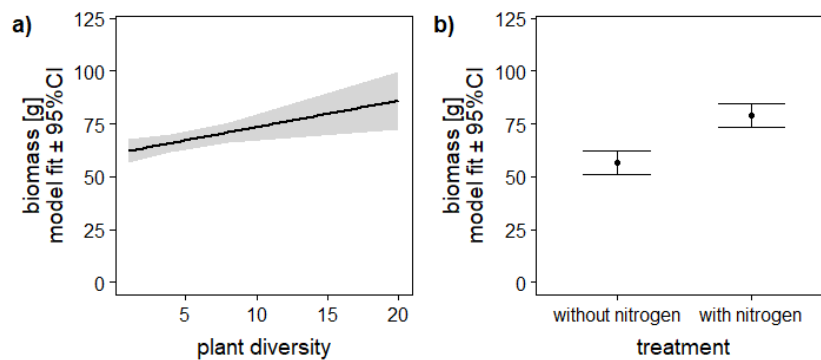 a)
biomass [g]
model fit ± 95%CI
125
100
75
50
25
0
5
10
15
20
plant diversity
b)
biomass [g]
model fit ± 95%CI
125
100
75
50
25
0
without nitrogen
with nitrogen
treatment